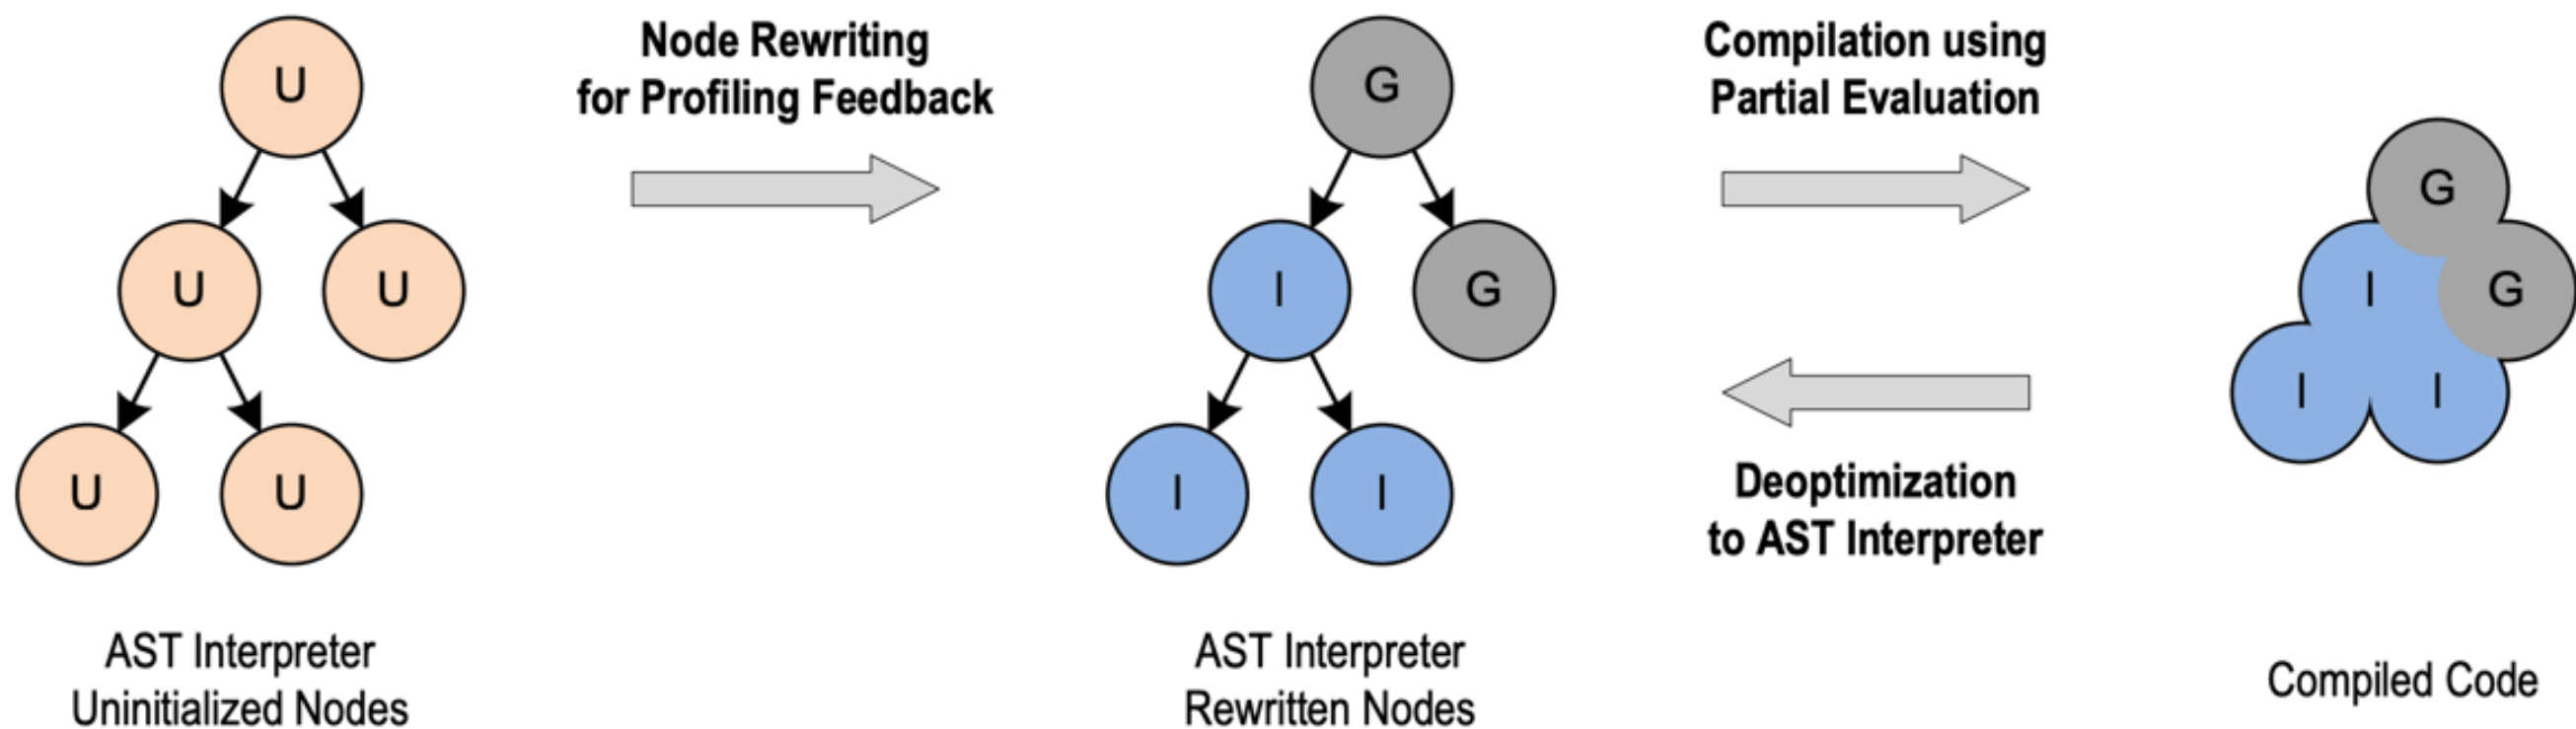 U
U
U
U
U
AST Interpreter
Uninitialized Nodes
Node Rewriting
for Profiling Feedback
G
I
G
I
I
AST Interpreter
Rewritten Nodes
Compilation using
Partial Evaluation
Deoptimization
to AST Interpreter
G
I
G
I
I
Compiled Code